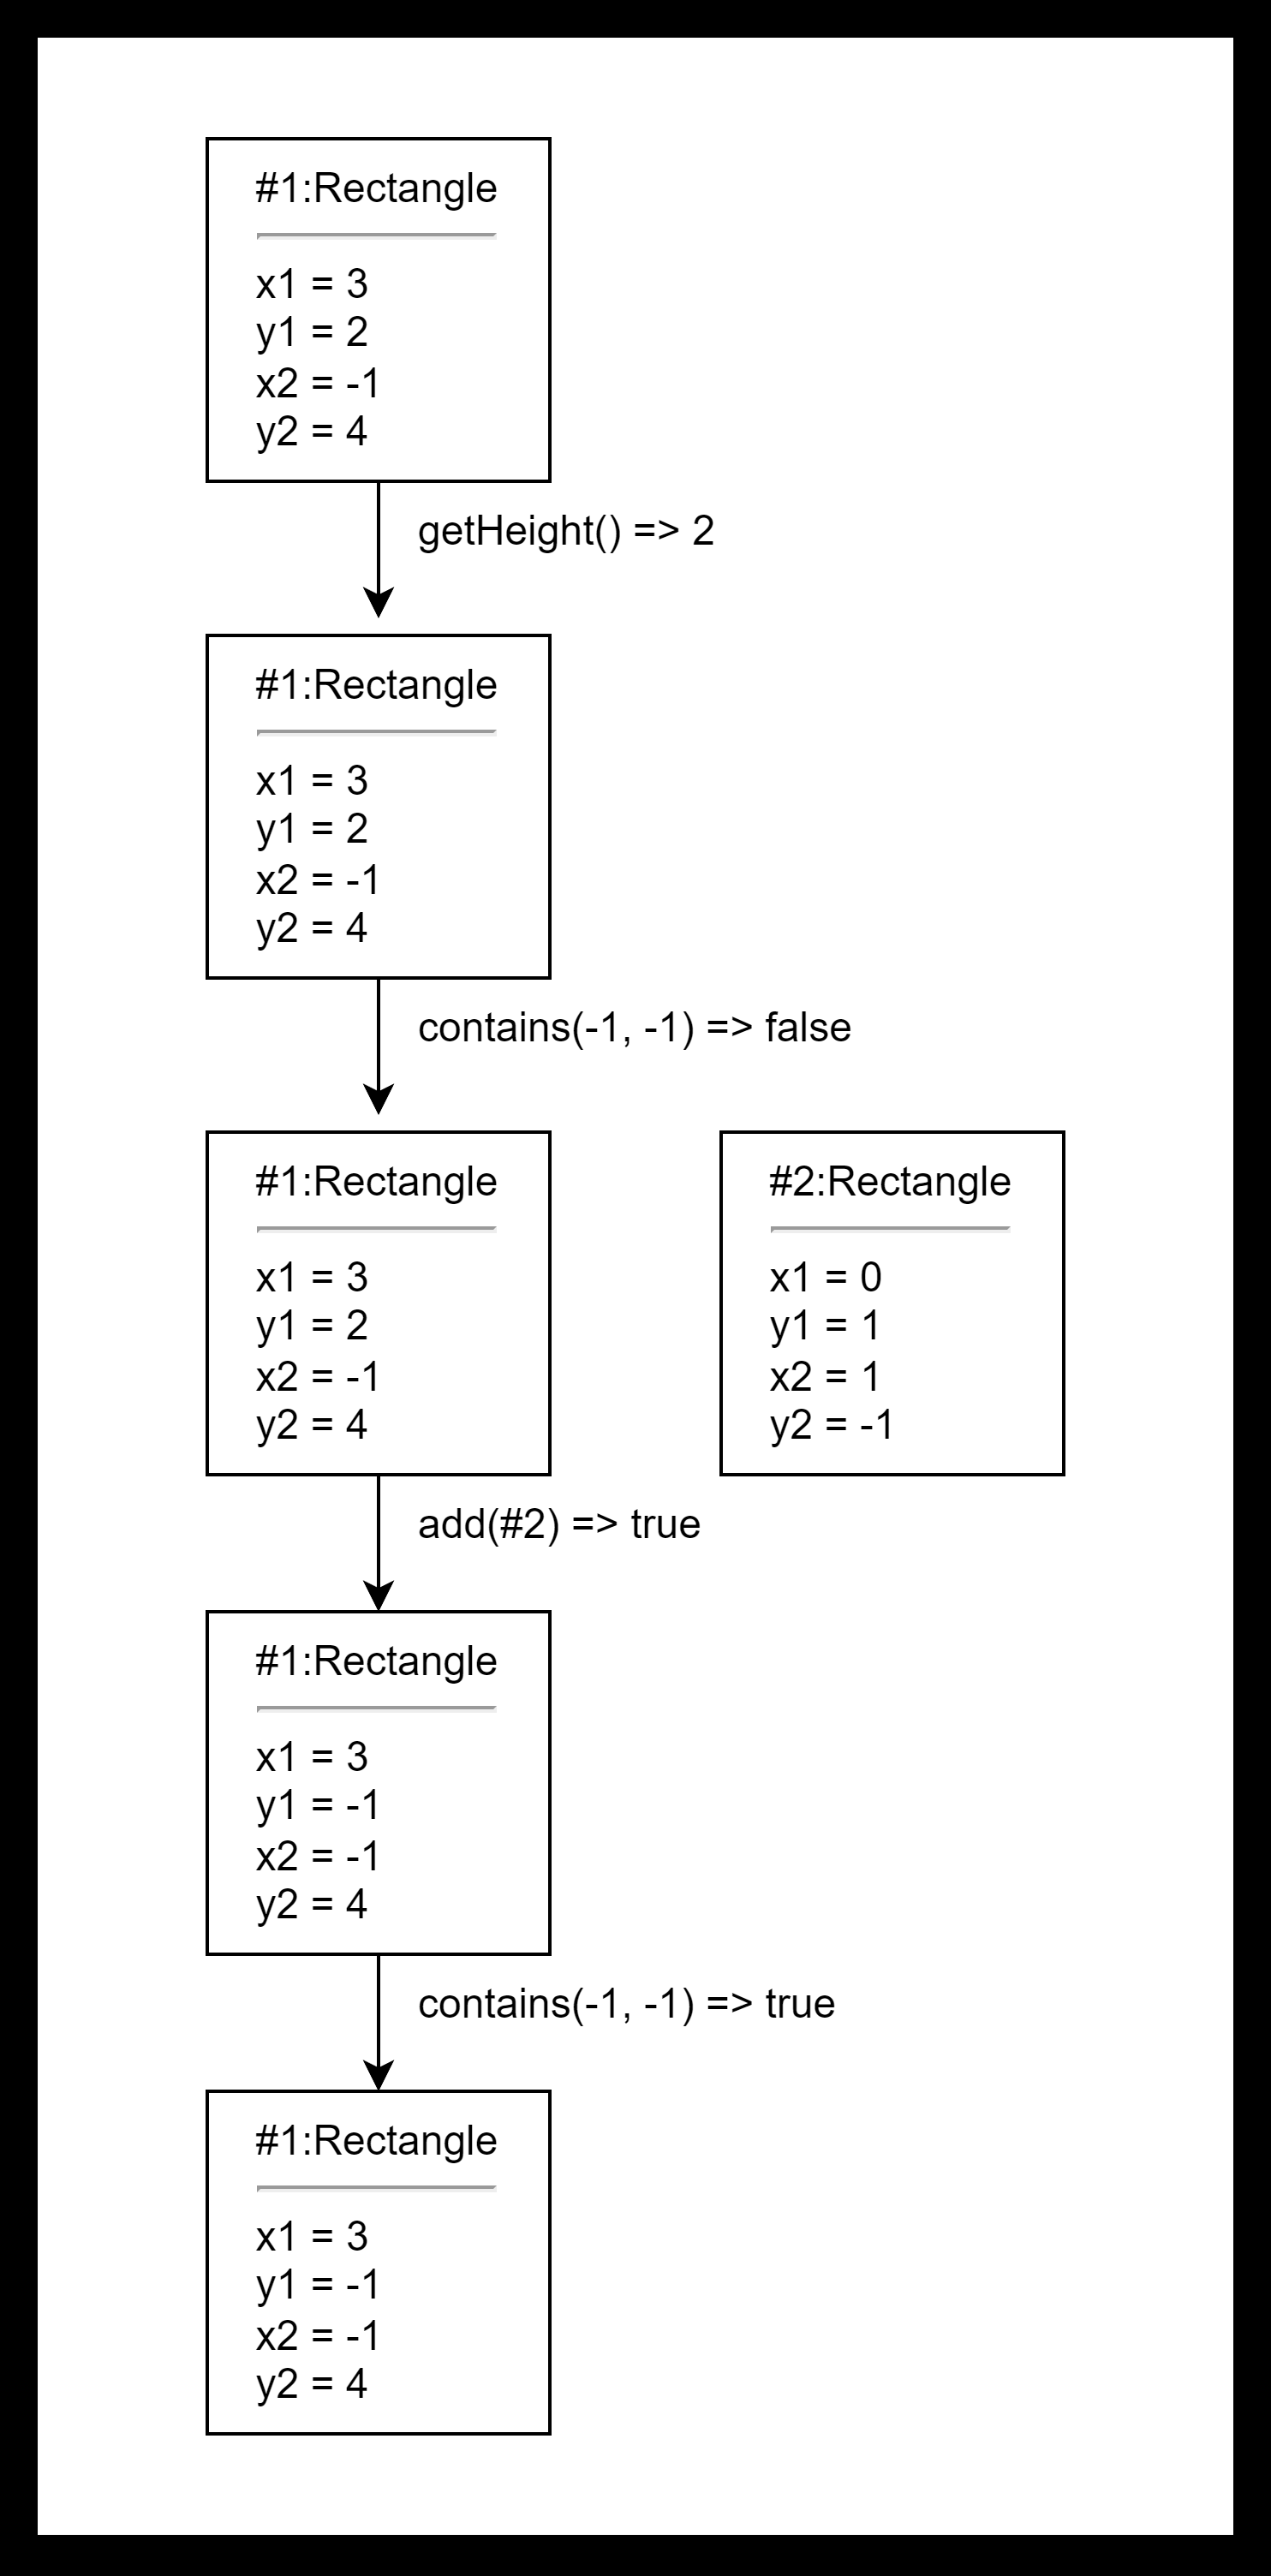 #1:Rectangle
x1 = 3
y1 = 2
x2 = -1
y2 = 4
getHeight() => 2
#1:Rectangle
x1 = 3
y1 = 2
x2 = -1
y2 = 4
contains(-1, -1) => false
#1:Rectangle
x1 = 3
y1 = 2
x2 = -1
y2 = 4
#2:Rectangle
x1 = 0
y1 = 1
x2 = 1
y2 = -1
add(#2) => true
#1:Rectangle
x1 = 3
y1 = -1
x2 = -1
y2 = 4
contains(-1, -1) => true
#1:Rectangle
x1 = 3
y1 = -1
x2 = -1
y2 = 4